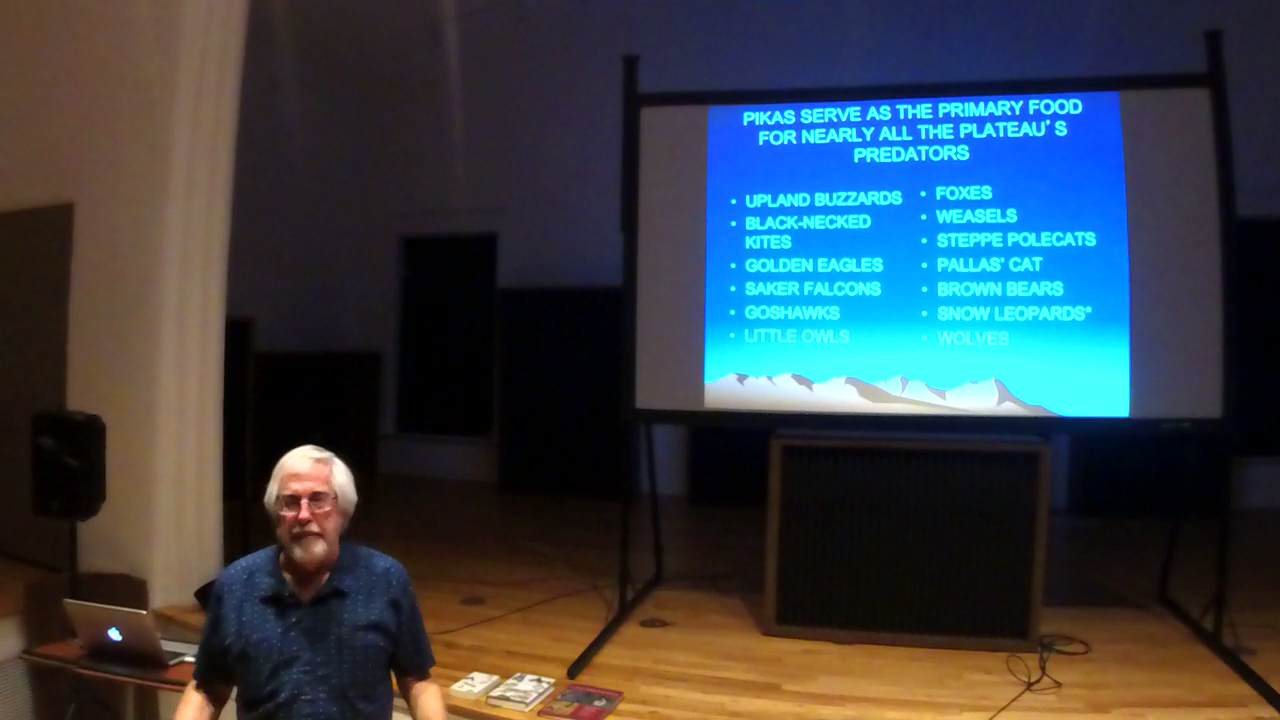 PIKAS SERVE AS THE PRIMARY FOOD
FOR NEARLY ALL THE PLATEAU'S
PREDATORS
• UPLAND BUZZARDS
• BLACK-NECKED
KITES
• GOLDEN EAGLES
• SAKER FALCONS
• GOSHAWKS
• LITTLE OWLS
• FOXES
• WEASELS
• STEPPE POLECATS
• PALLAS' CAT
• BROWN BEARS
• SNOW LEOPARDS*
• WOLVES